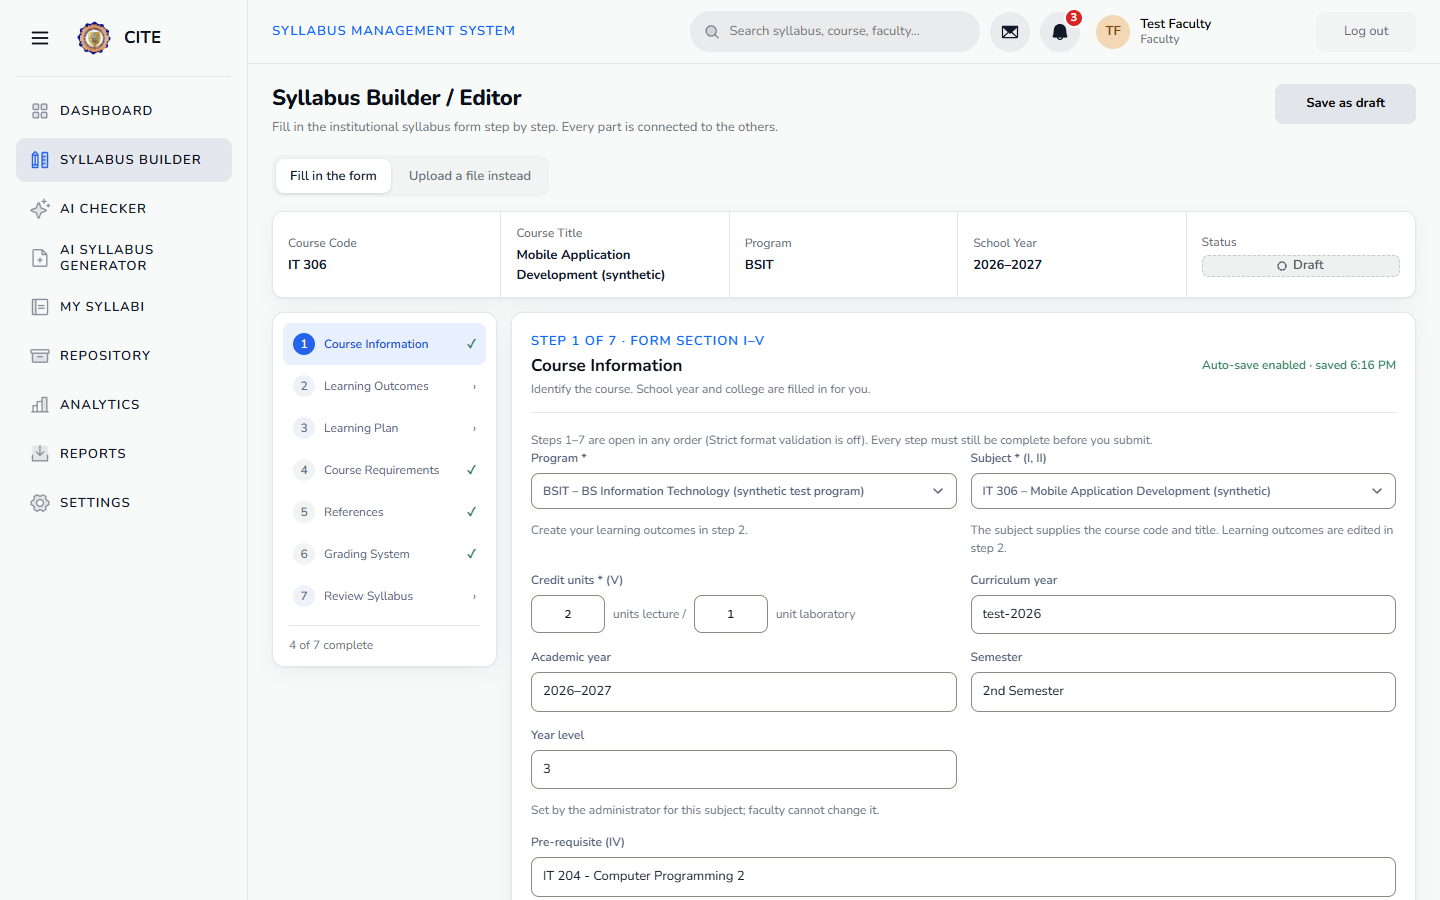 CITE
SYLLABUS MANAGEMENT SYSTEM
Search syllabus, course, faculty...
3
TF
Test Faculty
Faculty
Log out
DASHBOARD
SYLLABUS BUILDER
AI CHECKER
AI SYLLABUS
GENERATOR
MY SYLLABI
REPOSITORY
ANALYTICS
REPORTS
SETTINGS
Syllabus Builder / Editor
Fill in the institutional syllabus form step by step. Every part is connected to the others.
Save as draft
Fill in the form
Upload a file instead
Course Code
IT 306
Course Title
Mobile Application
Development (synthetic)
Program
BSIT
School Year
2026–2027
Status
Draft
1 Course Information ✓
2 Learning Outcomes ›
3 Learning Plan ›
4 Course Requirements ✓
5 References ✓
6 Grading System ✓
7 Review Syllabus ›
4 of 7 complete
STEP 1 OF 7 · FORM SECTION I–V
Course Information
Auto-save enabled · saved 6:16 PM
Identify the course. School year and college are filled in for you.
Steps 1–7 are open in any order (Strict format validation is off). Every step must still be complete before you submit.
Program *
BSIT – BS Information Technology (synthetic test program)
Create your learning outcomes in step 2.
Subject * (I, II)
IT 306 – Mobile Application Development (synthetic)
The subject supplies the course code and title. Learning outcomes are edited in
step 2.
Credit units * (V)
2 units lecture / 1 unit laboratory
Curriculum year
test-2026
Academic year
2026–2027
Semester
2nd Semester
Year level
3
Set by the administrator for this subject; faculty cannot change it.
Pre-requisite (IV)
IT 204 - Computer Programming 2